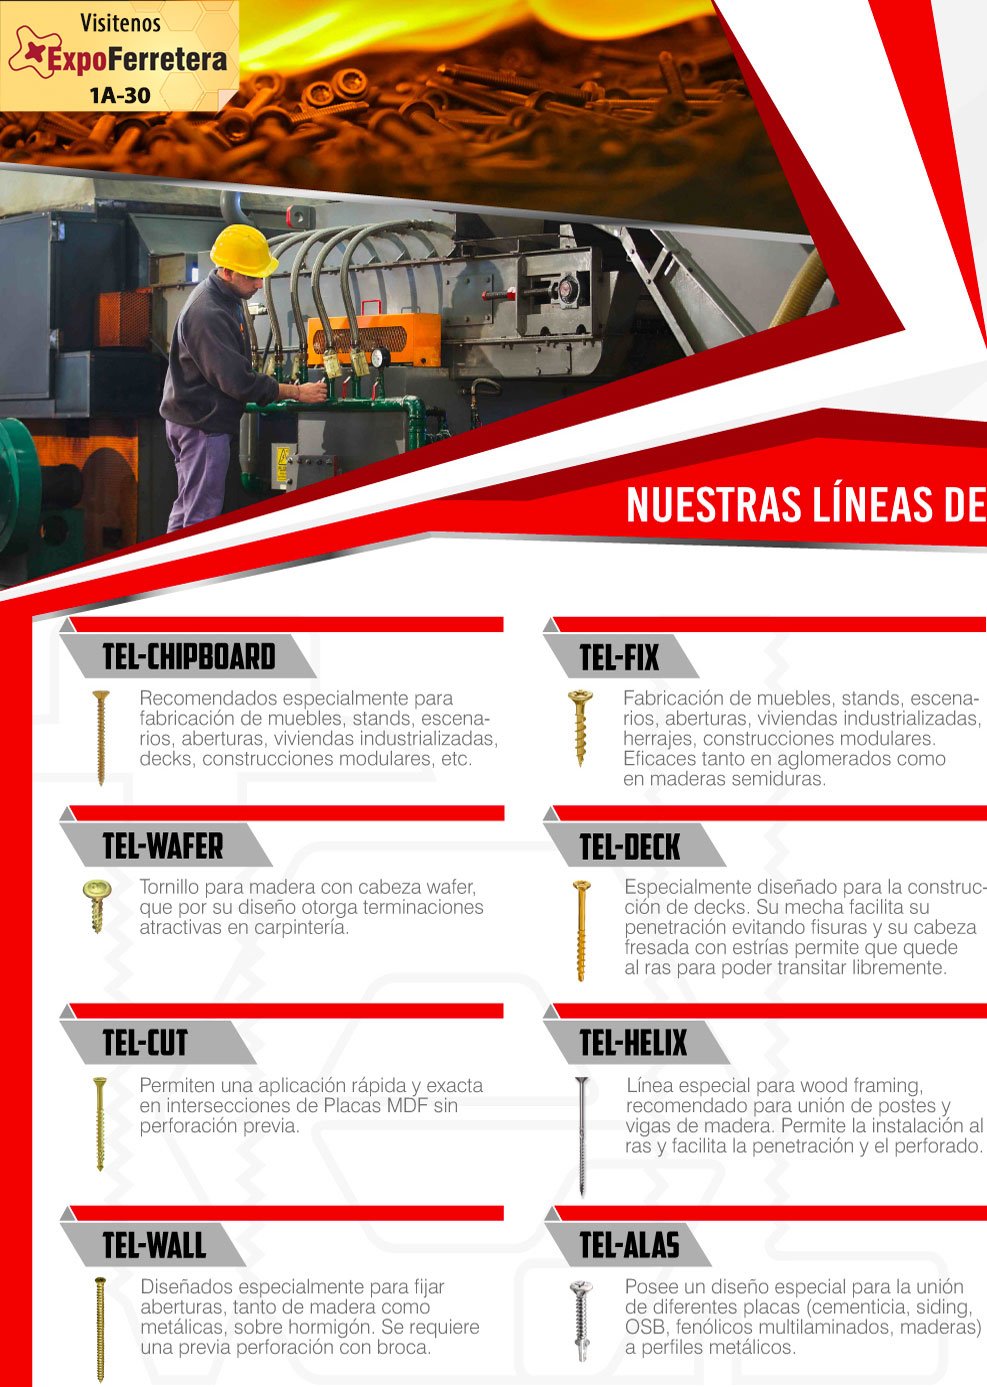 Visitenos
ExpoFerretera
1A-30
NUESTRAS LÍNEAS DE
TEL-CHIPBOARD
Recomendados especialmente para
fabricación de muebles, stands, escena-
rios, aberturas, viviendas industrializadas,
decks, construcciones modulares, etc.
TEL-FIX
Fabricación de muebles, stands, escena-
rios, aberturas, viviendas industrializadas,
herrajes, construcciones modulares.
Eficaces tanto en aglomerados como
en maderas semiduras.
TEL-WAFER
Tornillo para madera con cabeza wafer,
que por su diseño otorga terminaciones
atractivas en carpintería.
TEL-DECK
Especialmente diseñado para la construc-
ción de decks. Su mecha facilita su
penetración evitando fisuras y su cabeza
fresada con estrías permite que quede
al ras para poder transitar libremente.
TEL-CUT
Permiten una aplicación rápida y exacta
en intersecciones de Placas MDF sin
perforación previa.
TEL-HELIX
Línea especial para wood framing,
recomendado para unión de postes y
vigas de madera. Permite la instalación al
ras y facilita la penetración y el perforado.
TEL-WALL
Diseñados especialmente para fijar
aberturas, tanto de madera como
metálicas, sobre hormigón. Se requiere
una previa perforación con broca.
TEL-ALAS
Posee un diseño especial para la unión
de diferentes placas (cementicia, siding,
OSB, fenólicos multilaminados, maderas)
a perfiles metálicos.